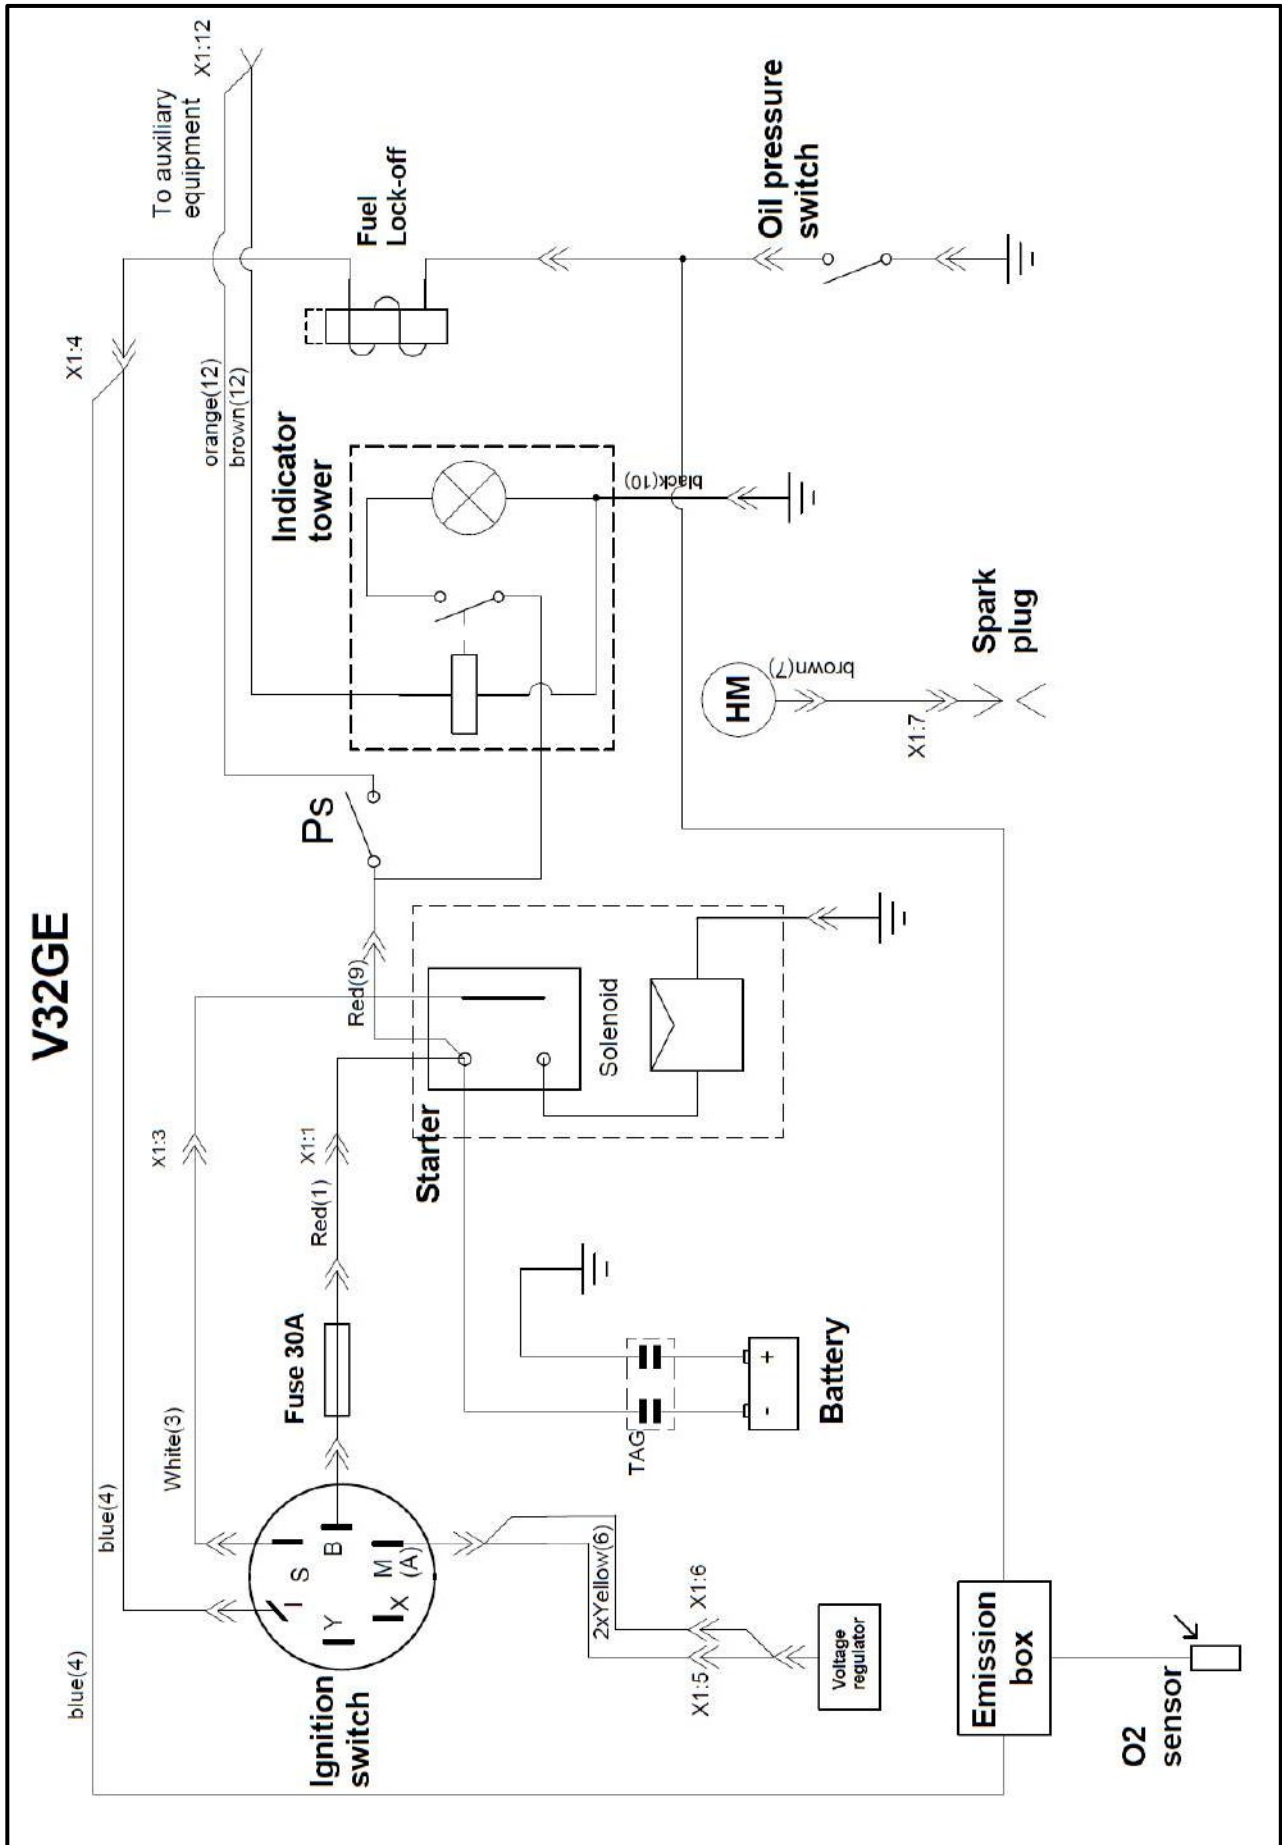 V32GE
blue(4)
blue(4)
X1:4
X1:12
To auxiliary
equipment
White(3)
X1:3
orange(12)
brown(12)
Ignition
switch
S
I
B
Y
M
(A)
X
Fuse 30A
Red(1)
X1:1
Red(9)
Ps
Indicator
tower
Fuel
Lock-off
Starter
Solenoid
black(10)
2xYellow(6)
X1:5
X1:6
Voltage
regulator
TAG
-
+
Battery
HM
brown(7)
X1:7
Spark
plug
Oil pressure
switch
Emission
box
O2
sensor